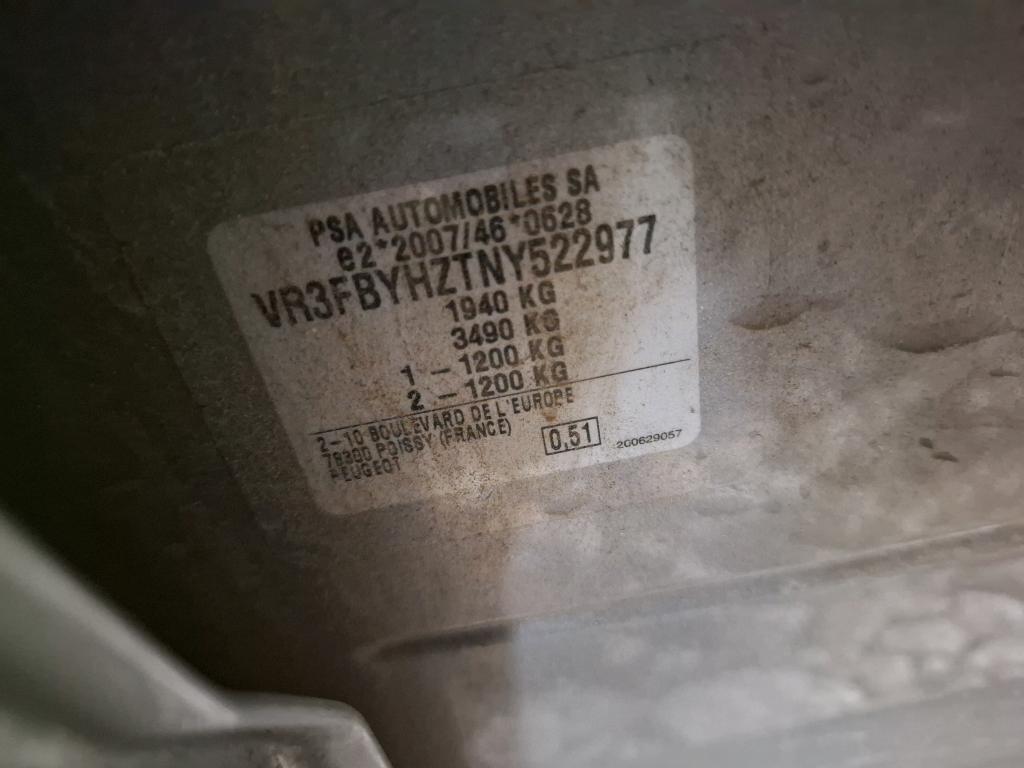 PSA AUTOMOBILES SA
e2*2007/46*0628
VR3FBYHZTNY522977
1940 KG
3490 KG
1 - 1200 KG
2 - 1200 KG
2-10 BOULEVARD DE L'EUROPE
78300 POISSY (FRANCE)
PEUGEOT
0,51
200629057